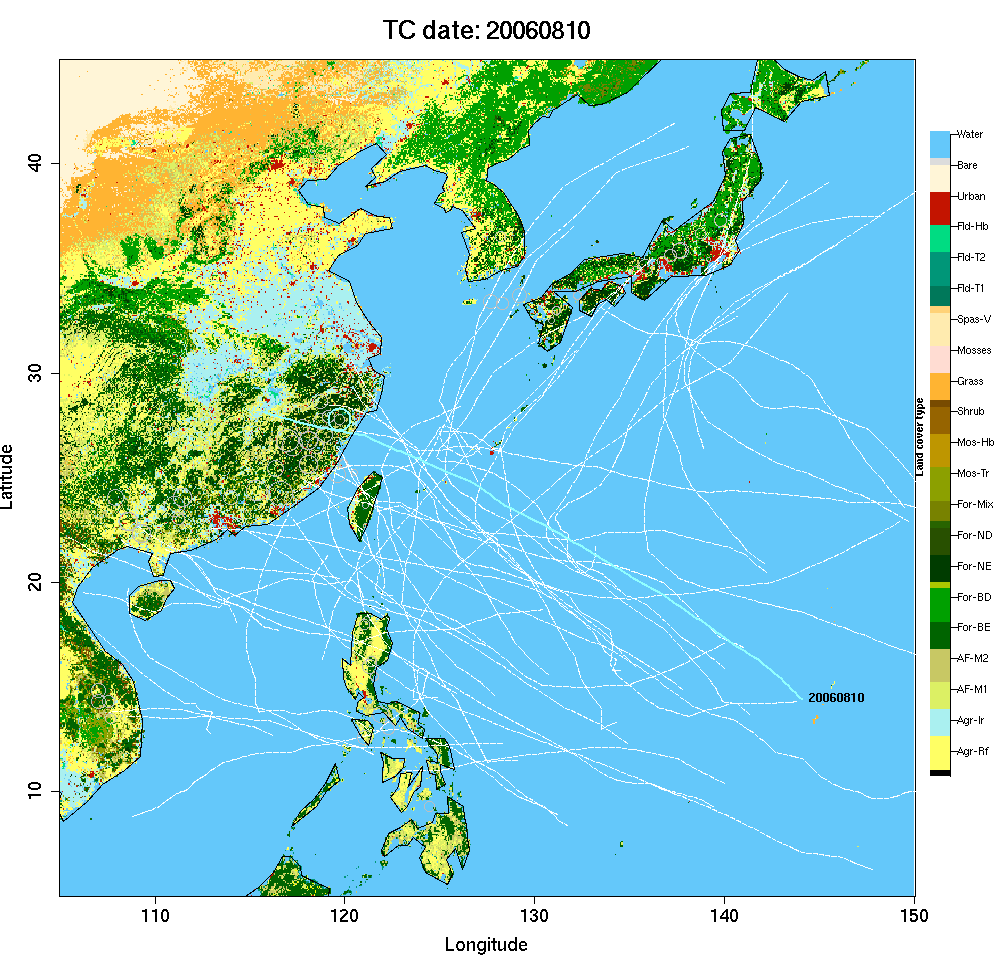 TC date: 20060810
Latitude
40
30
20
10
20060810
110
120
130
140
150
Longitude
Land cover type
Water
Bare
Urban
Fld-Hb
Fld-T2
Fld-T1
Spas-V
Mosses
Grass
Shrub
Mos-Hb
Mos-Tr
For-Mix
For-ND
For-NE
For-BD
For-BE
AF-M2
AF-M1
Agr-Ir
Agr-Rf